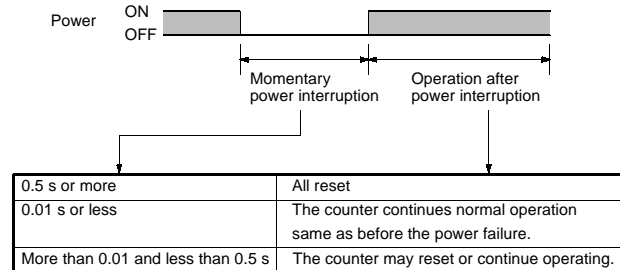 Power
ON
OFF
Momentary
power interruption
Operation after
power interruption
0.5 s or more
All reset
0.01 s or less
The counter continues normal operation
same as before the power failure.
More than 0.01 and less than 0.5 s
The counter may reset or continue operating.